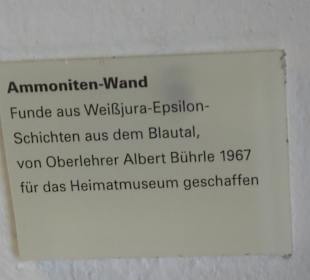 Ammoniten-Wand
Funde aus Weißjura-Epsilon-
Schichten aus dem Blautal,
von Oberlehrer Albert Bührle 1967
für das Heimatmuseum geschaffen